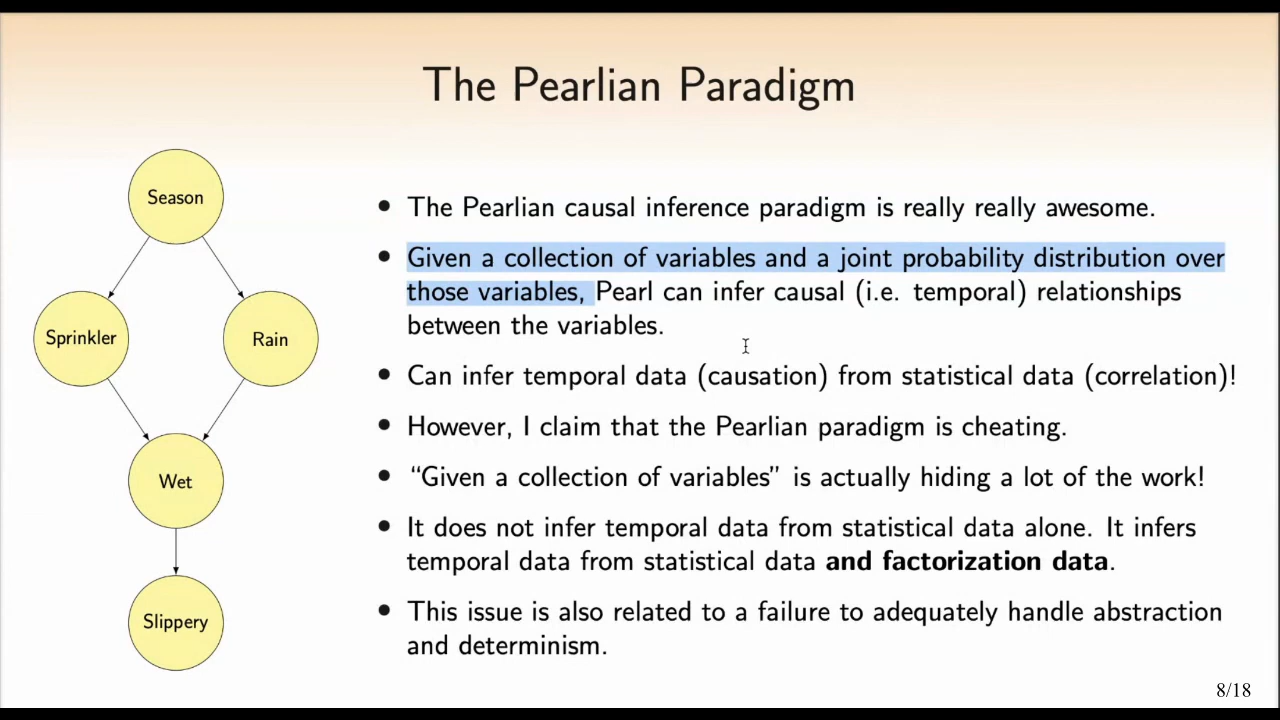 The Pearlian Paradigm
Season
Sprinkler
Rain
Wet
Slippery
• The Pearlian causal inference paradigm is really really awesome.
• Given a collection of variables and a joint probability distribution over
those variables, Pearl can infer causal (i.e. temporal) relationships
between the variables.
• Can infer temporal data (causation) from statistical data (correlation)!
• However, I claim that the Pearlian paradigm is cheating.
• “Given a collection of variables” is actually hiding a lot of the work!
• It does not infer temporal data from statistical data alone. It infers
temporal data from statistical data and factorization data.
• This issue is also related to a failure to adequately handle abstraction
and determinism.
8/18